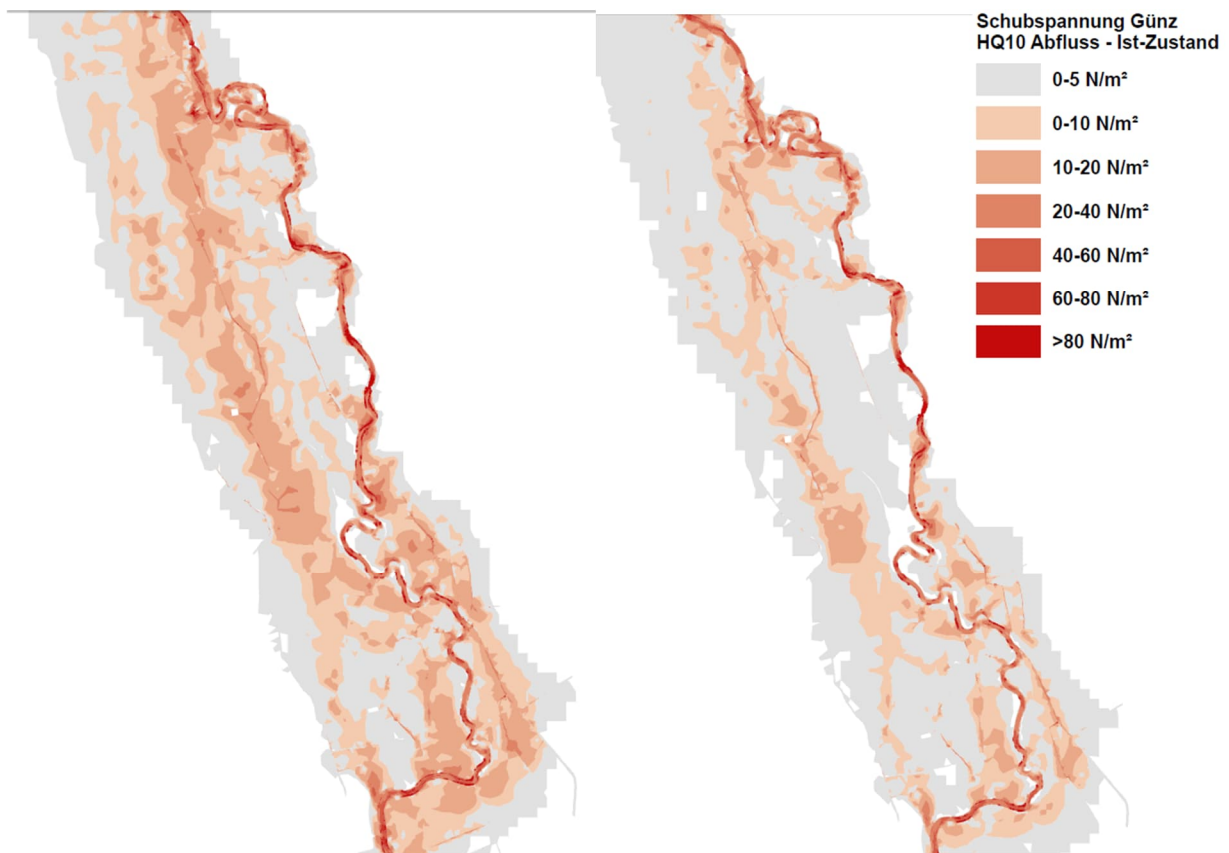 Schubspannung Günz
HQ10 Abfluss - Ist-Zustand
0-5 N/m²
0-10 N/m²
10-20 N/m²
20-40 N/m²
40-60 N/m²
60-80 N/m²
>80 N/m²